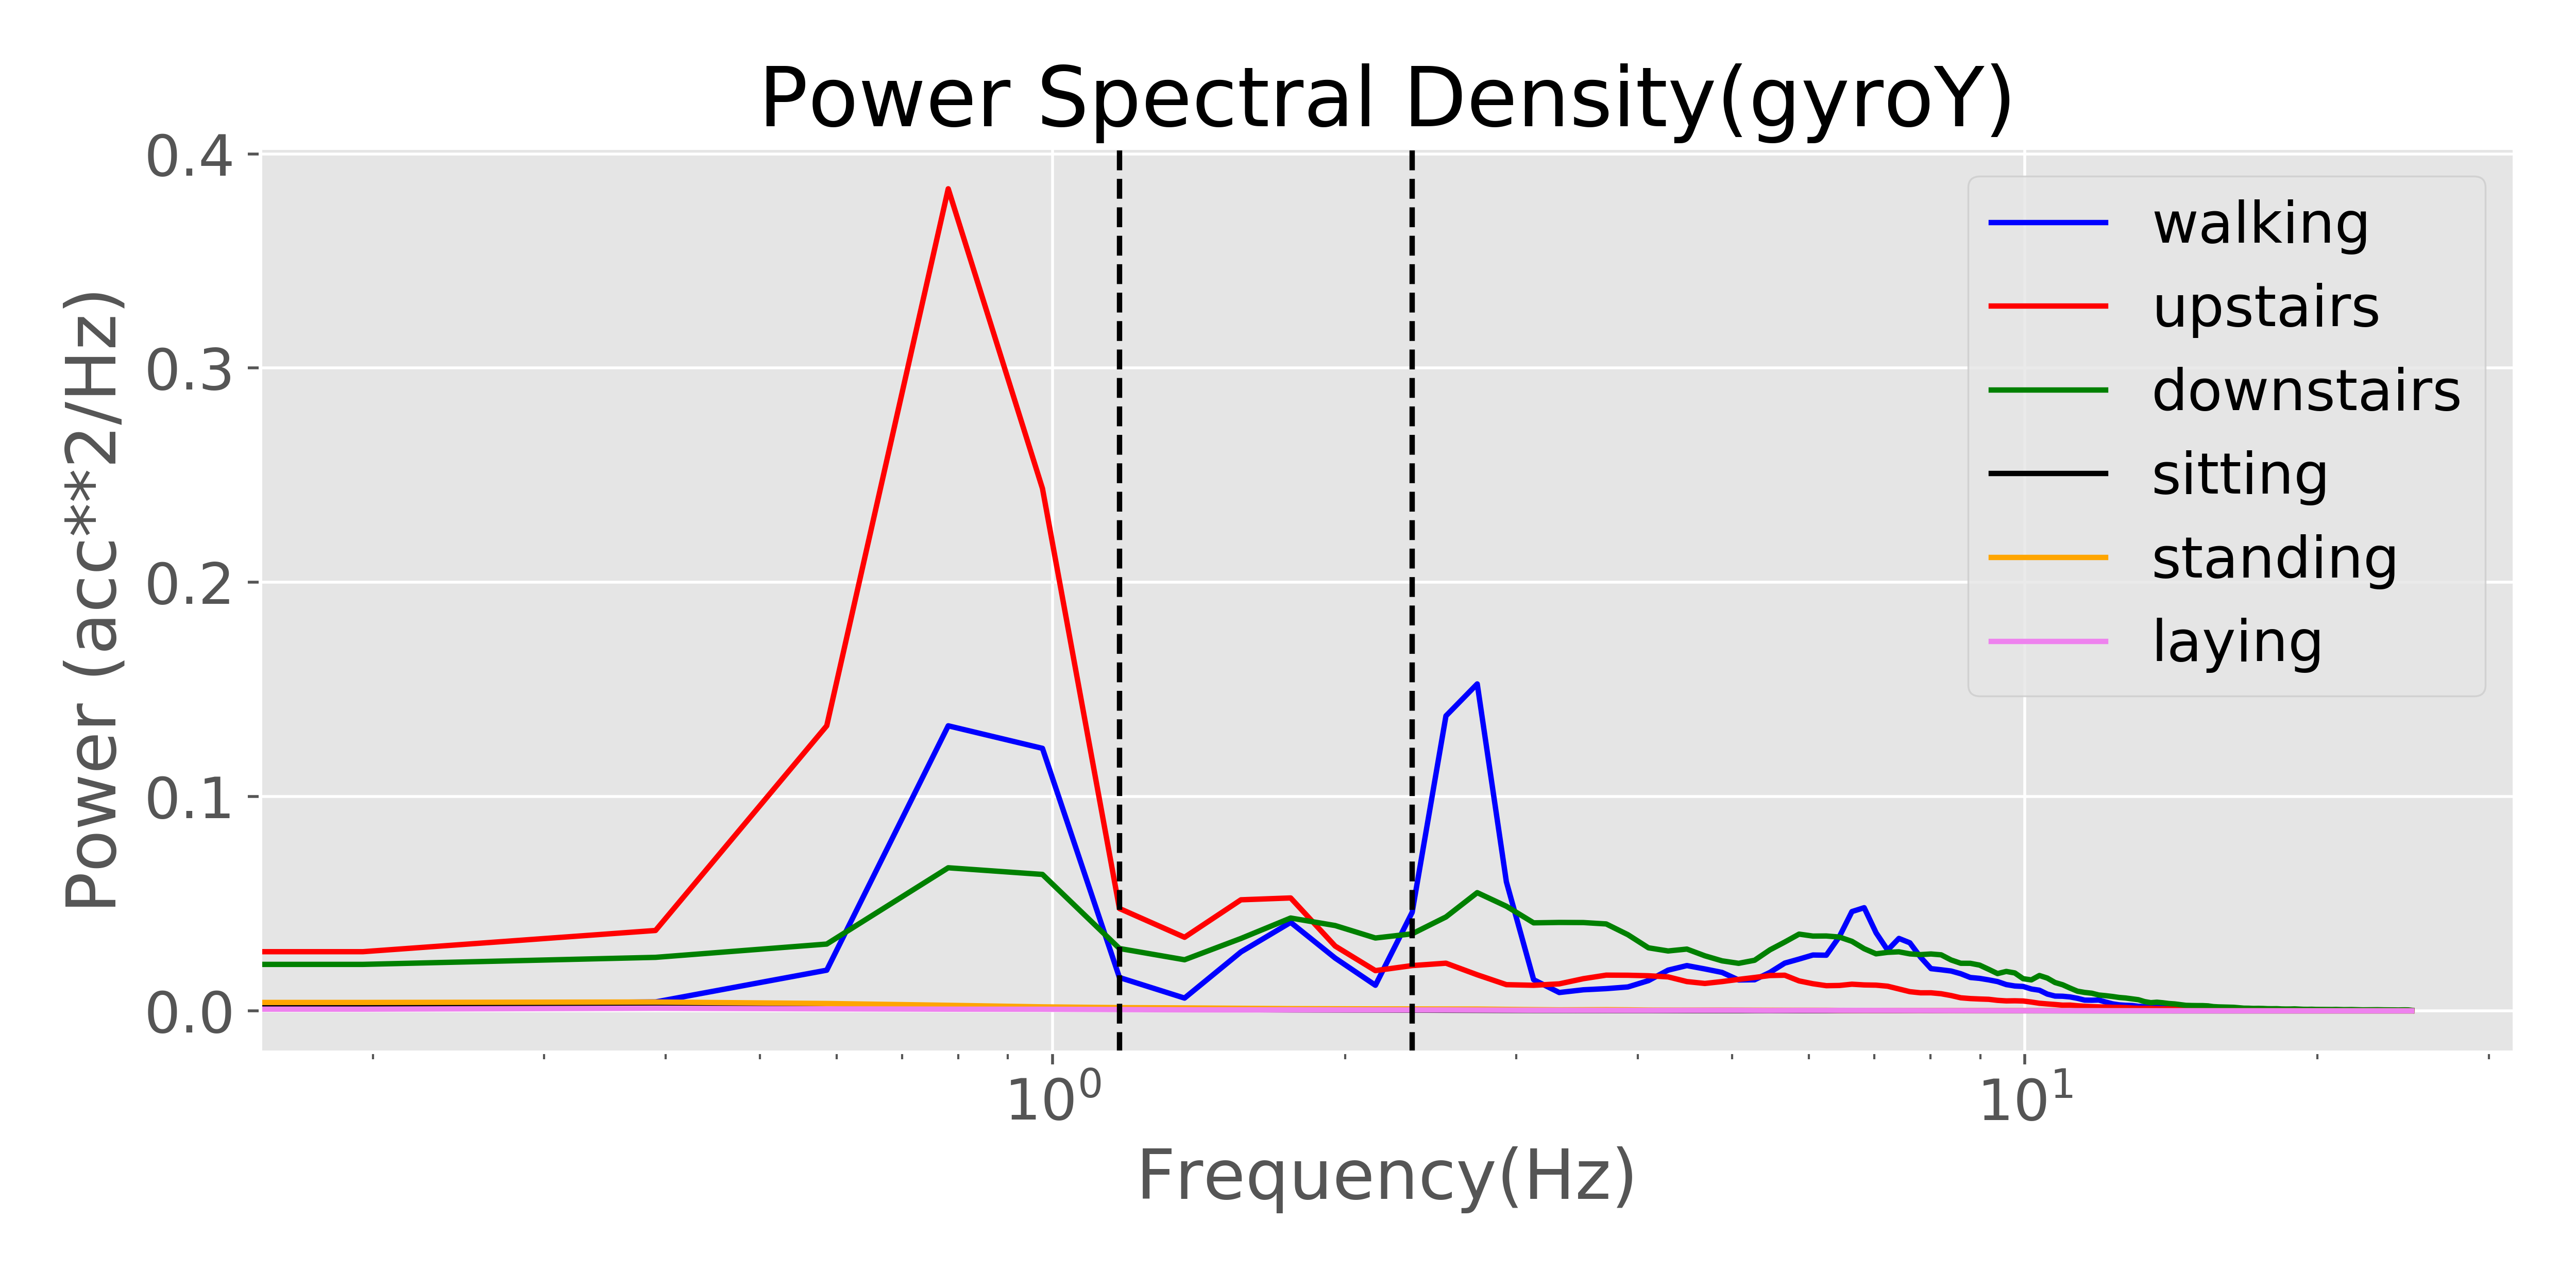 Power Spectral Density(gyroY)
0.4
0.3
0.2
0.1
0.0
Power (acc**2/Hz)
walking
upstairs
downstairs
sitting
standing
laying
10⁰
10¹
Frequency(Hz)